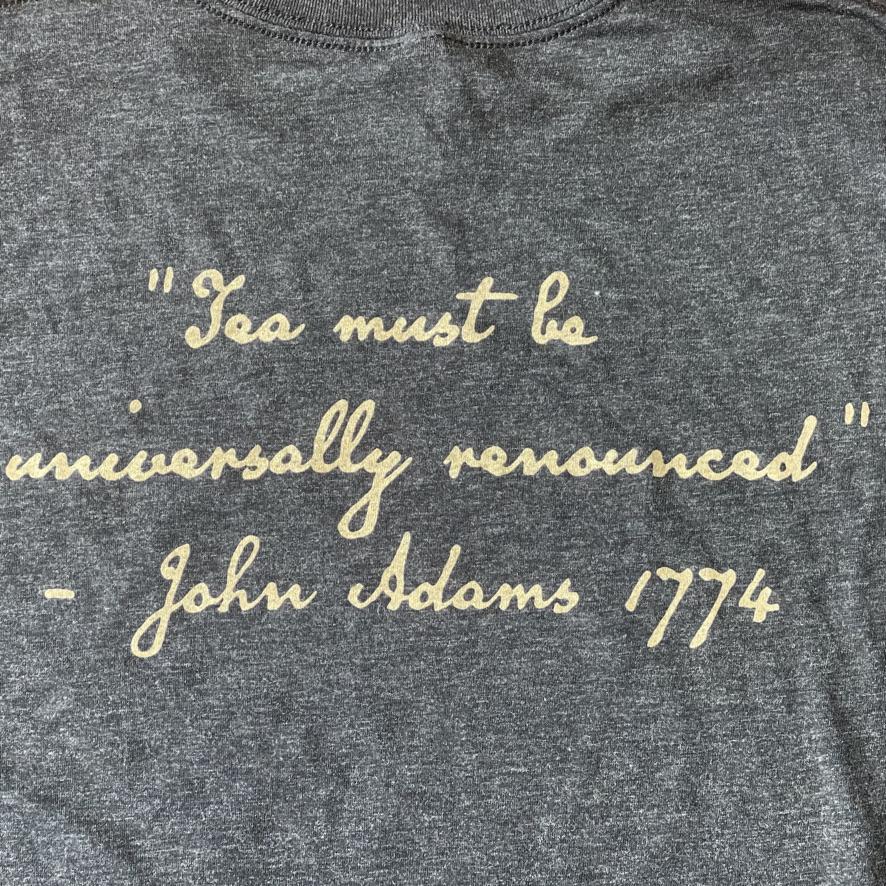 "Tea must be
universally renounced"
- John Adams 1774